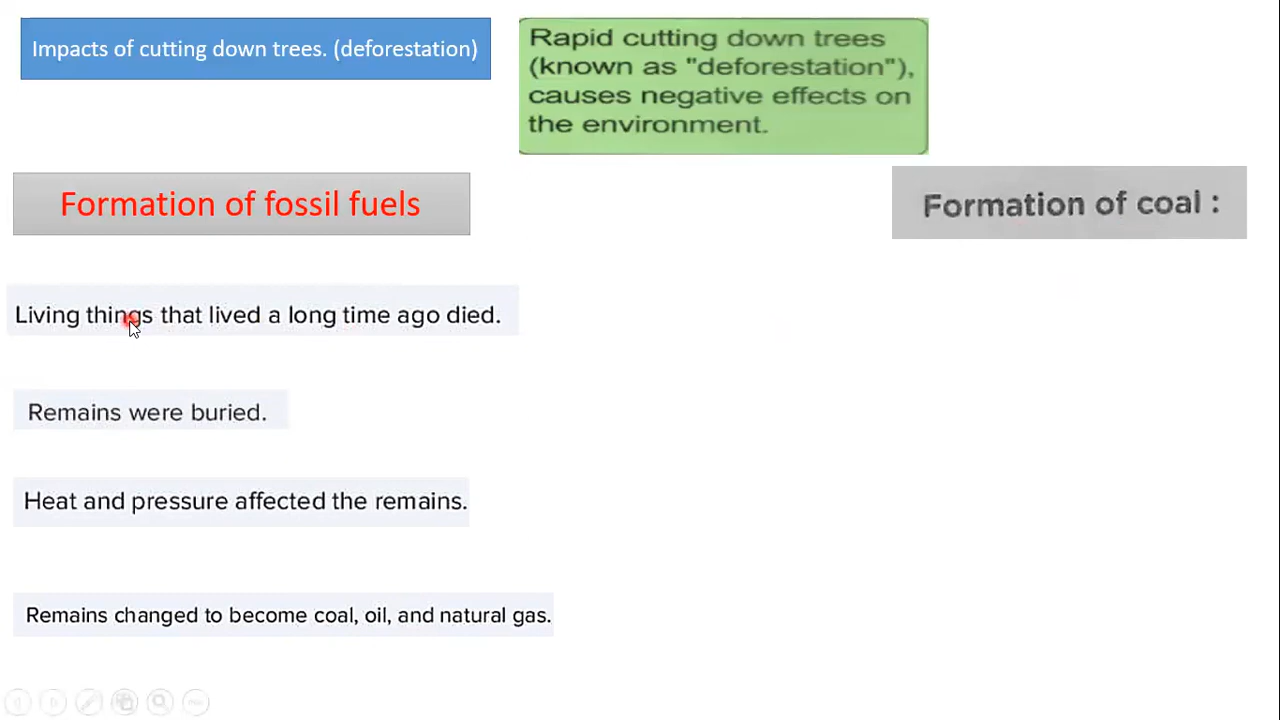 Impacts of cutting down trees. (deforestation)
Rapid cutting down trees
(known as "deforestation"),
causes negative effects on
the environment.
Formation of fossil fuels
Formation of coal :
Living things that lived a long time ago died.
Remains were buried.
Heat and pressure affected the remains.
Remains changed to become coal, oil, and natural gas.